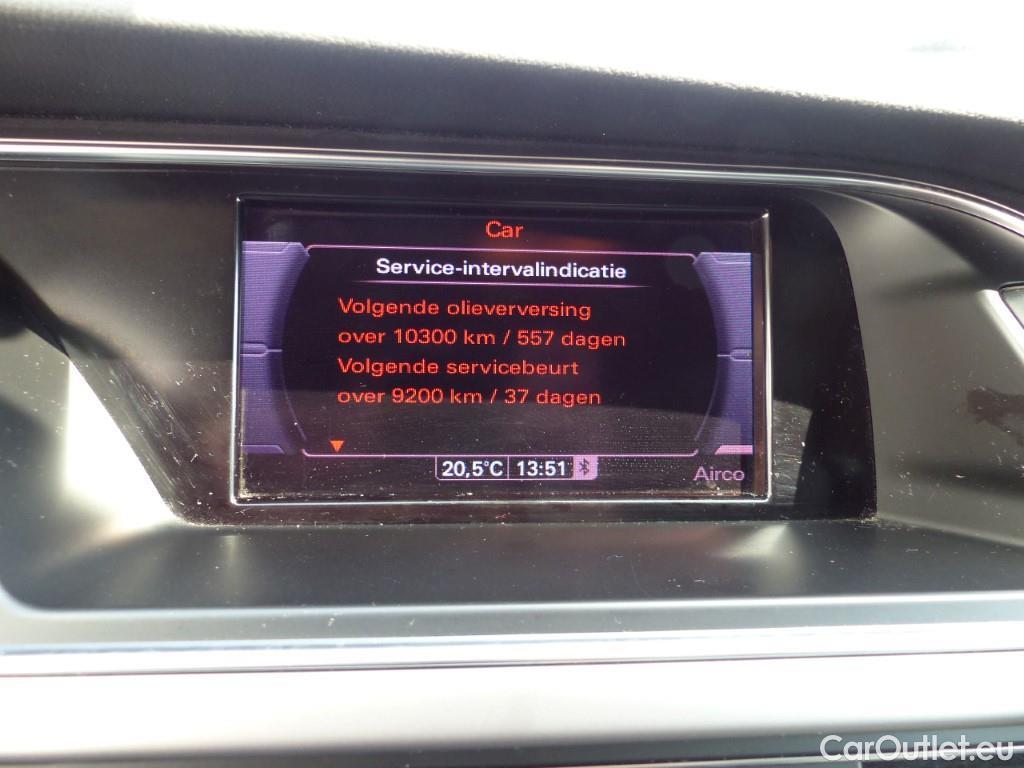 Car
Service-intervalindicatie
Volgende olieverversing
over 10300 km / 557 dagen
Volgende servicebeurt
over 9200 km / 37 dagen
20,5°C 13:51
Airco
CarOutlet.eu